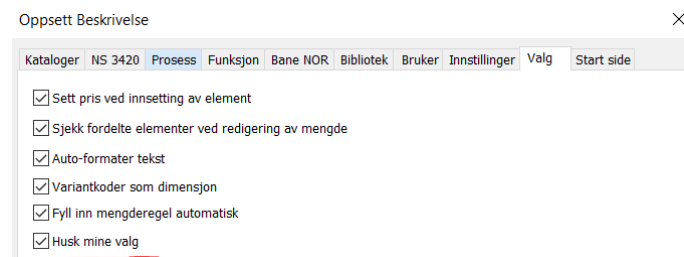 Oppsett Beskrivelse
Kataloger NS 3420 Prosess Funksjon Bane NOR Bibliotek Bruker Innstillinger Valg Start side
Sett pris ved innsetting av element
Sjekk fordelte elementer ved redigering av mengde
Auto-formater tekst
Variantkoder som dimensjon
Fyll inn mengderegel automatisk
Husk mine valg